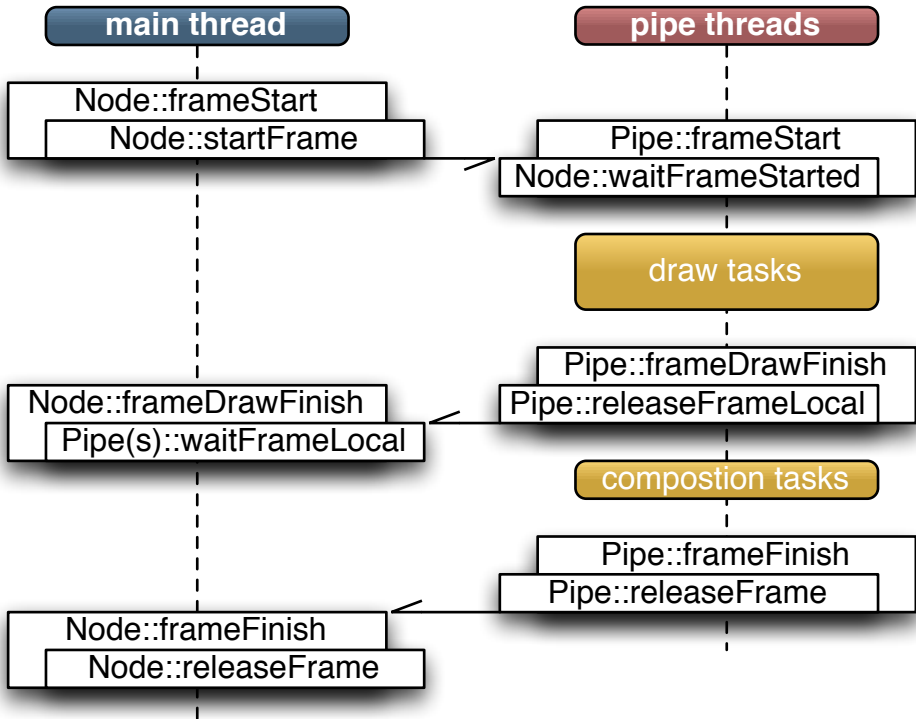 main thread
pipe threads
Node::frameStart
Node::startFrame
Pipe::frameStart
Node::waitFrameStarted
draw tasks
Pipe::frameDrawFinish
Node::frameDrawFinish
Pipe::releaseFrameLocal
Pipe(s)::waitFrameLocal
compostion tasks
Pipe::frameFinish
Pipe::releaseFrame
Node::frameFinish
Node::releaseFrame